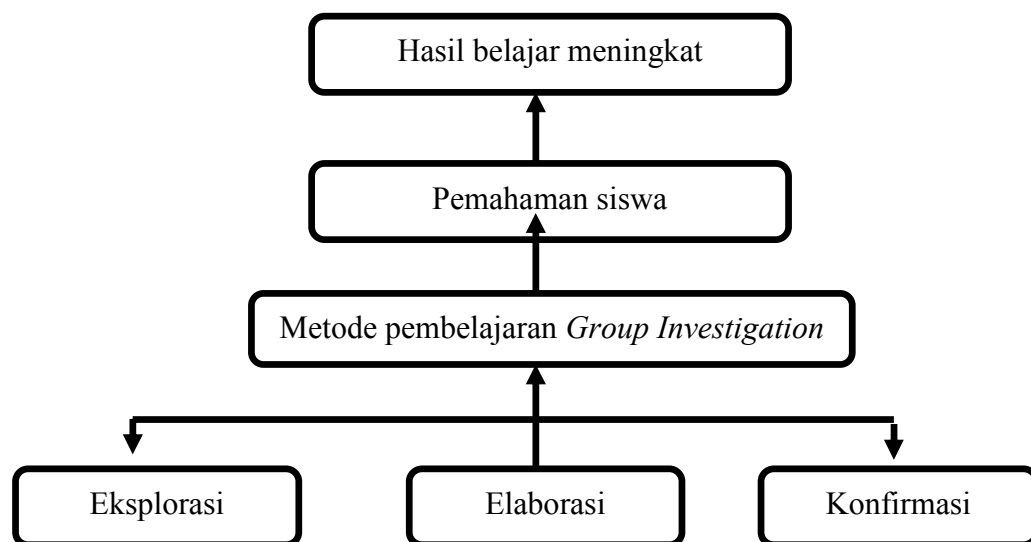 Hasil belajar meningkat
Pemahaman siswa
Metode pembelajaran Group Investigation
Eksplorasi
Elaborasi
Konfirmasi